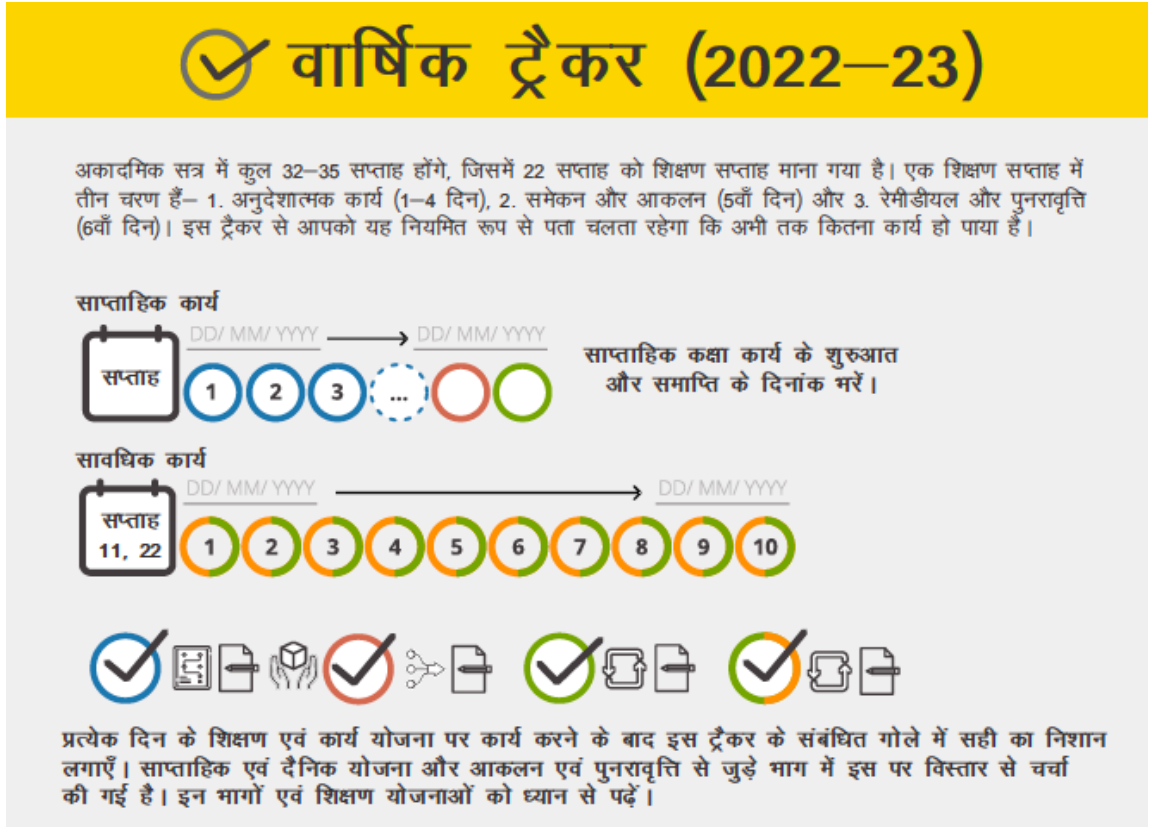 वार्षिक ट्रैकर (2022–23)
अकादमिक सत्र में कुल 32–35 सप्ताह होंगे, जिसमें 22 सप्ताह को शिक्षण सप्ताह माना गया है। एक शिक्षण सप्ताह में
तीन चरण हैं– 1. अनुदेशात्मक कार्य (1–4 दिन), 2. समेकन और आकलन (5वाँ दिन) और 3. रेमीडीयल और पुनरावृत्ति
(6वाँ दिन)। इस ट्रैकर से आपको यह नियमित रूप से पता चलता रहेगा कि अभी तक कितना कार्य हो पाया है।
साप्ताहिक कार्य
DD/ MM/ YYYY DD/ MM/ YYYY
सप्ताह
1 2 3 ...
साप्ताहिक कक्षा कार्य के शुरुआत
और समाप्ति के दिनांक भरें।
सावधिक कार्य
DD/ MM/ YYYY DD/ MM/ YYYY
सप्ताह
11, 22
1 2 3 4 5 6 7 8 9 10
प्रत्येक दिन के शिक्षण एवं कार्य योजना पर कार्य करने के बाद इस ट्रैकर के संबंधित गोले में सही का निशान
लगाएँ। साप्ताहिक एवं दैनिक योजना और आकलन एवं पुनरावृत्ति से जुड़े भाग में इस पर विस्तार से चर्चा
की गई है। इन भागों एवं शिक्षण योजनाओं को ध्यान से पढ़ें।